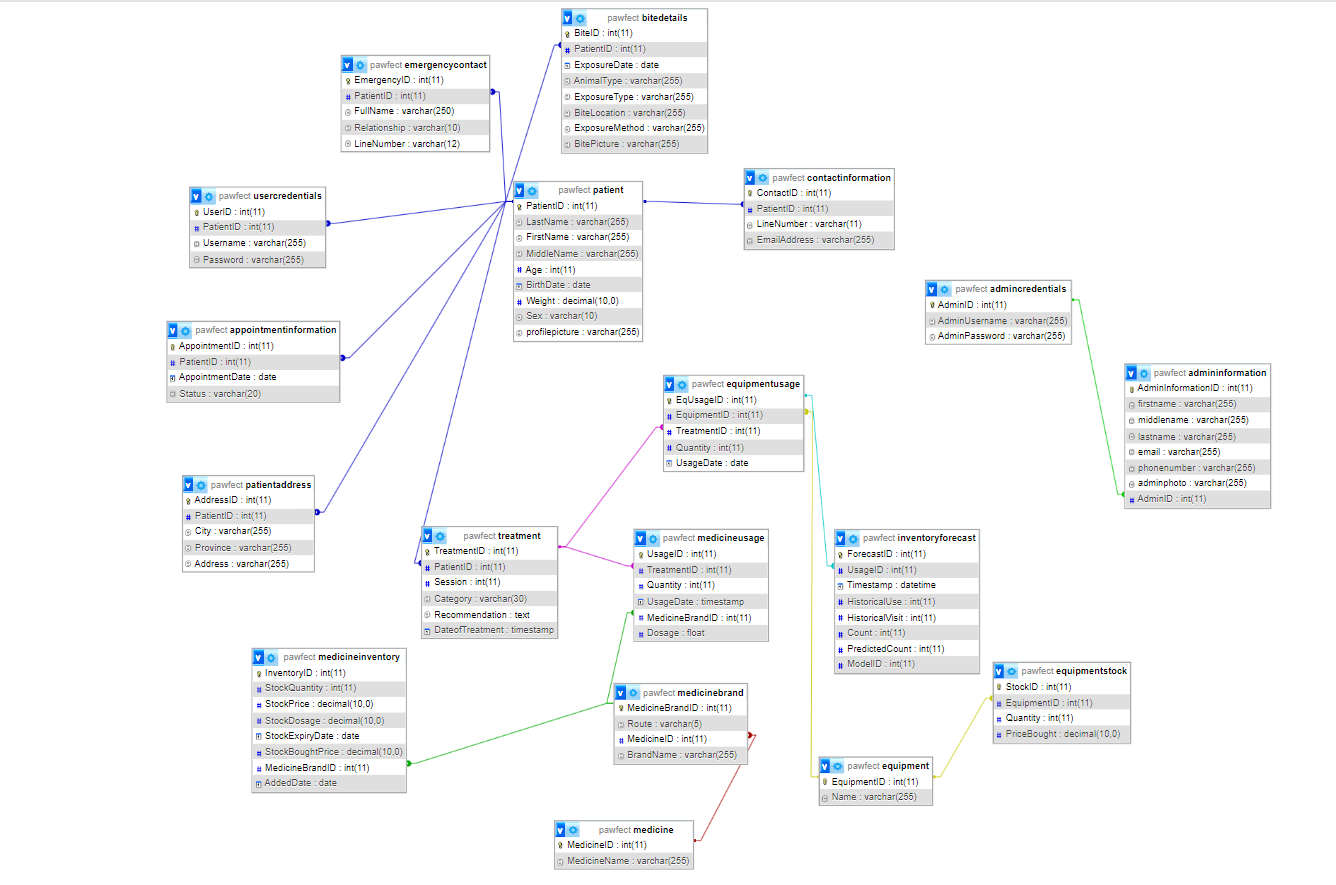 pawfect bitedetails
BiteID : int(11)
PatientID : int(11)
ExposureDate : date
AnimalType : varchar(255)
ExposureType : varchar(255)
BiteLocation : varchar(255)
ExposureMethod : varchar(255)
BitePicture : varchar(255)
pawfect emergencycontact
EmergencyID : int(11)
PatientID : int(11)
FullName : varchar(250)
Relationship : varchar(10)
LineNumber : varchar(12)
pawfect usercredentials
UserID : int(11)
PatientID : int(11)
Username : varchar(255)
Password : varchar(255)
pawfect patient
PatientID : int(11)
LastName : varchar(255)
FirstName : varchar(255)
MiddleName : varchar(255)
Age : int(11)
BirthDate : date
Weight : decimal(10,0)
Sex : varchar(10)
profilepicture : varchar(255)
pawfect contactinformation
ContactID : int(11)
PatientID : int(11)
LineNumber : varchar(11)
EmailAddress : varchar(255)
pawfect admincredentials
AdminID : int(11)
AdminUsername : varchar(255)
AdminPassword : varchar(255)
pawfect appointmentinformation
AppointmentID : int(11)
PatientID : int(11)
AppointmentDate : date
Status : varchar(20)
pawfect admininformation
AdminInformationID : int(11)
firstname : varchar(255)
middlename : varchar(255)
lastname : varchar(255)
email : varchar(255)
phonenumber : varchar(255)
adminphoto : varchar(255)
AdminID : int(11)
pawfect equipmentusage
EqUsageID : int(11)
EquipmentID : int(11)
TreatmentID : int(11)
Quantity : int(11)
UsageDate : date
pawfect patientaddress
AddressID : int(11)
PatientID : int(11)
City : varchar(255)
Province : varchar(255)
Address : varchar(255)
pawfect treatment
TreatmentID : int(11)
PatientID : int(11)
Session : int(11)
Category : varchar(30)
Recommendation : text
DateofTreatment : timestamp
pawfect medicineusage
UsageID : int(11)
TreatmentID : int(11)
Quantity : int(11)
UsageDate : timestamp
MedicineBrandID : int(11)
Dosage : float
pawfect inventoryforecast
ForecastID : int(11)
UsageID : int(11)
Timestamp : datetime
HistoricalUse : int(11)
HistoricalVisit : int(11)
Count : int(11)
PredictedCount : int(11)
ModelID : int(11)
pawfect medicineinventory
InventoryID : int(11)
StockQuantity : int(11)
StockPrice : decimal(10,0)
StockDosage : decimal(10,0)
StockExpiryDate : date
StockBoughtPrice : decimal(10,0)
MedicineBrandID : int(11)
AddedDate : date
pawfect medicinebrand
MedicineBrandID : int(11)
Route : varchar(5)
MedicineID : int(11)
BrandName : varchar(255)
pawfect equipmentstock
StockID : int(11)
EquipmentID : int(11)
Quantity : int(11)
PriceBought : decimal(10,0)
pawfect equipment
EquipmentID : int(11)
Name : varchar(255)
pawfect medicine
MedicineID : int(11)
MedicineName : varchar(255)